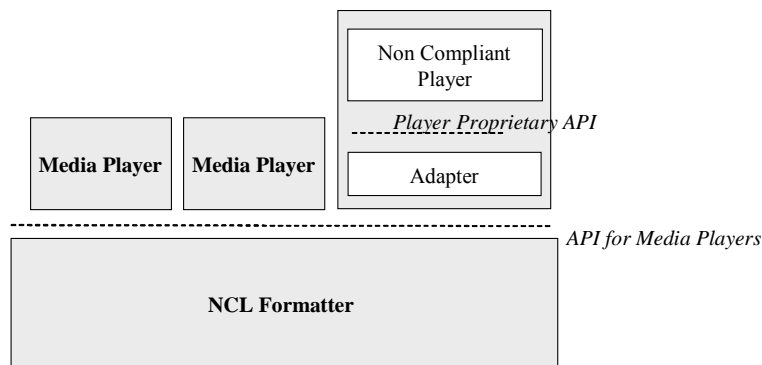 Non Compliant
Player
Player Proprietary API
Media Player
Media Player
Adapter
API for Media Players
NCL Formatter